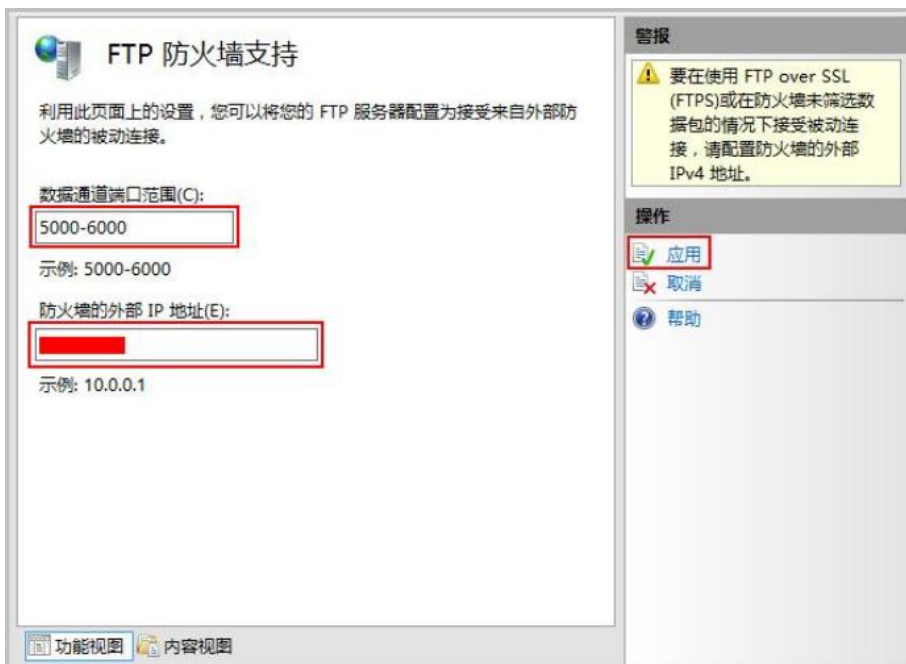 FTP 防火墙支持
利用此页面上的设置，您可以将您的 FTP 服务器配置为接受来自外部防
火墙的被动连接。
数据通道端口范围(C):
5000-6000
示例: 5000-6000
防火墙的外部 IP 地址(E):
示例: 10.0.0.1
功能视图
内容视图
警报
要在使用 FTP over SSL
(FTPS)或在防火墙未筛选数
据包的情况下接受被动连
接，请配置防火墙的外部
IPv4 地址。
操作
应用
取消
帮助